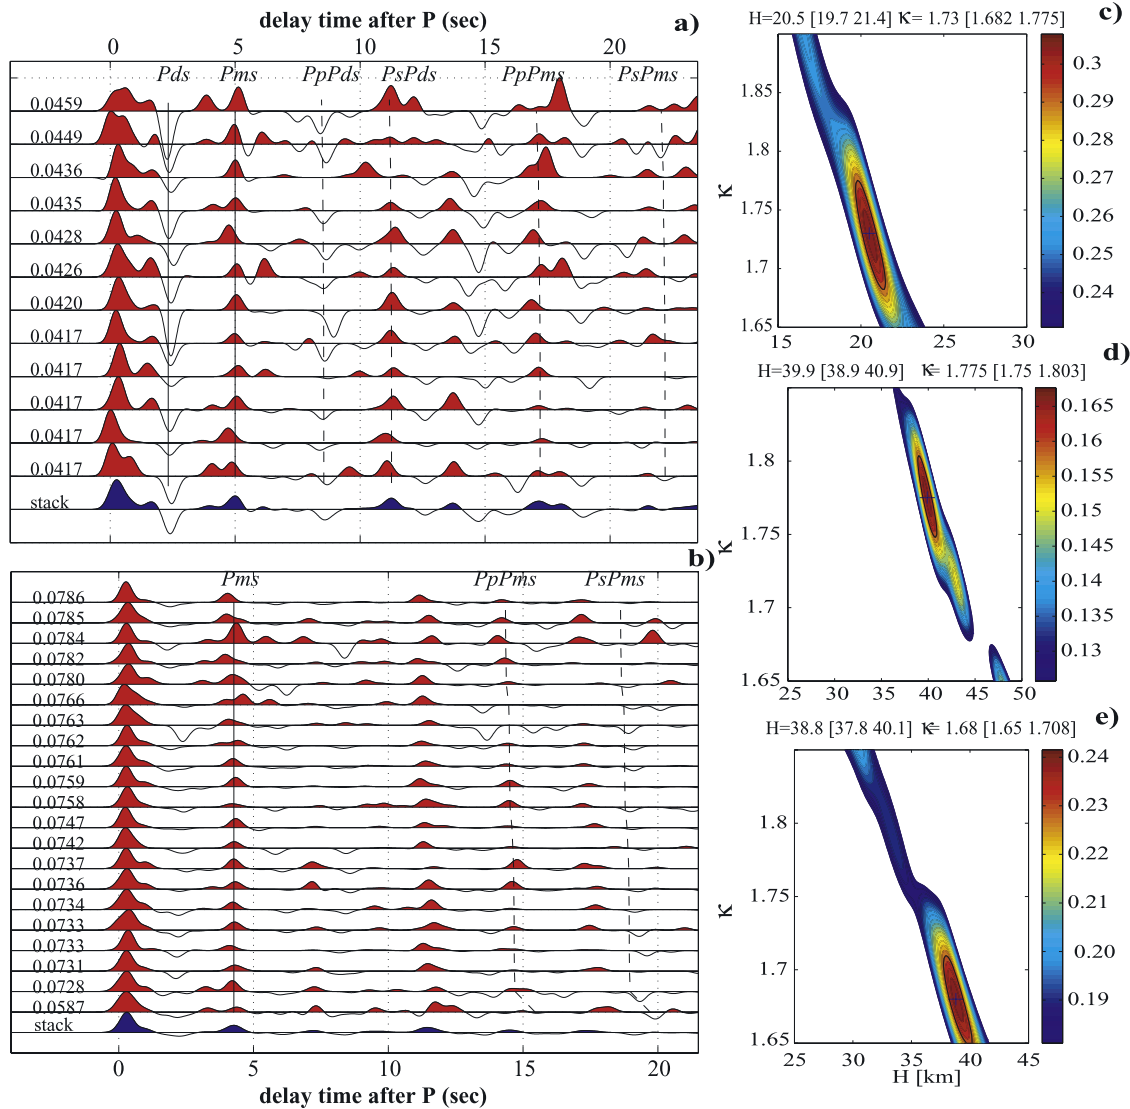 delay time after P (sec)
a)
0 5 10 15 20
Pds Pms PpPds PsPds PpPms PsPms
0.0459
0.0449
0.0436
0.0435
0.0428
0.0426
0.0420
0.0417
0.0417
0.0417
0.0417
0.0417
stack
b)
Pms PpPms PsPms
0.0786
0.0785
0.0784
0.0782
0.0780
0.0766
0.0763
0.0762
0.0761
0.0759
0.0758
0.0747
0.0742
0.0737
0.0736
0.0734
0.0733
0.0733
0.0731
0.0728
0.0587
stack
0 5 10 15 20
delay time after P (sec)
c)
H=20.5 [19.7 21.4] κ= 1.73 [1.682 1.775]
1.85
1.8
1.75
1.7
1.65
κ
15 20 25 30
0.3
0.29
0.28
0.27
0.26
0.25
0.24
d)
H=39.9 [38.9 40.9] κ= 1.775 [1.75 1.803]
1.8
1.75
1.7
1.65
κ
25 30 35 40 45 50
0.165
0.16
0.155
0.15
0.145
0.14
0.135
0.13
e)
H=38.8 [37.8 40.1] κ= 1.68 [1.65 1.708]
1.8
1.75
1.7
1.65
κ
25 30 35 40 45
H [km]
0.24
0.23
0.22
0.21
0.20
0.19